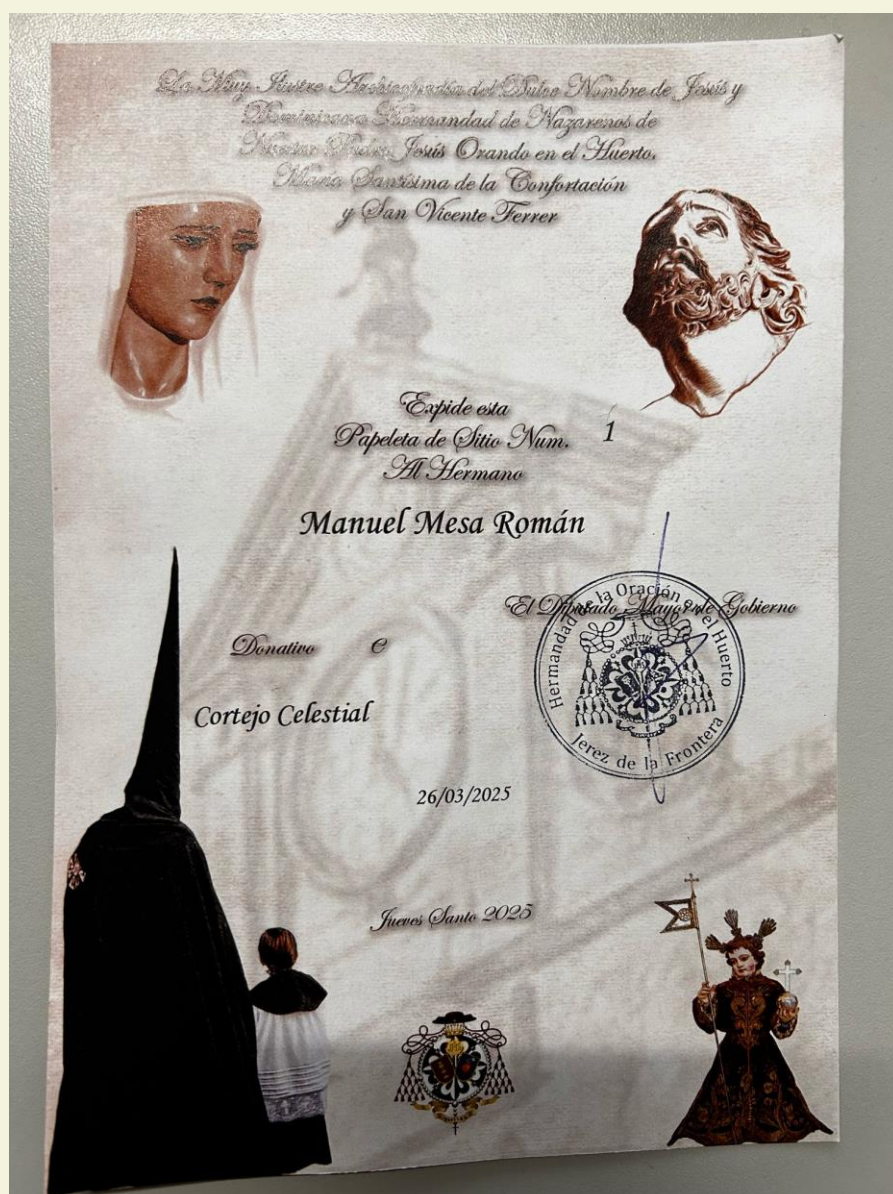 La Muy Ilustre Archicofradía del Dulce Nombre de Jesús y
Dominicana Hermandad de Nazarenos de
Nuestro Padre Jesús Orando en el Huerto,
María Santísima de la Confortación
y San Vicente Ferrer
Expide esta
Papeleta de Sitio Num. 1
Al Hermano
Manuel Mesa Román
El Diputado Mayor de Gobierno
Hermandad de la Oración en el Huerto
Jerez de la Frontera
Donativo €
Cortejo Celestial
26/03/2025
Jueves Santo 2025